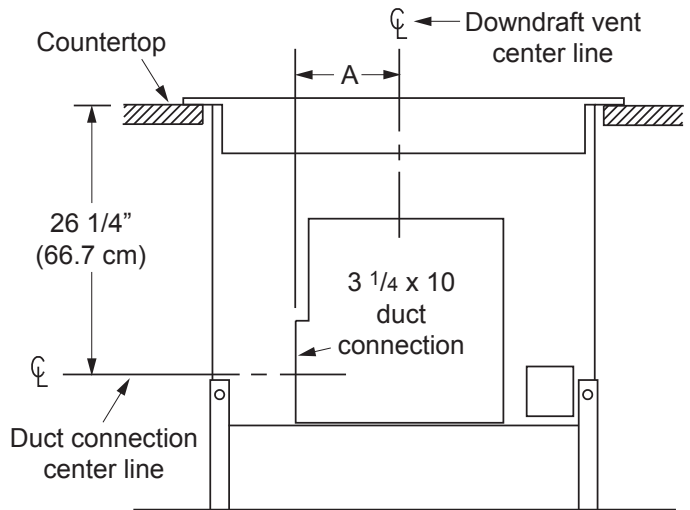 ℄
Downdraft vent
center line
Countertop
A
26 1/4”
(66.7 cm)
3 1/4 x 10
duct
connection
℄
Duct connection
center line